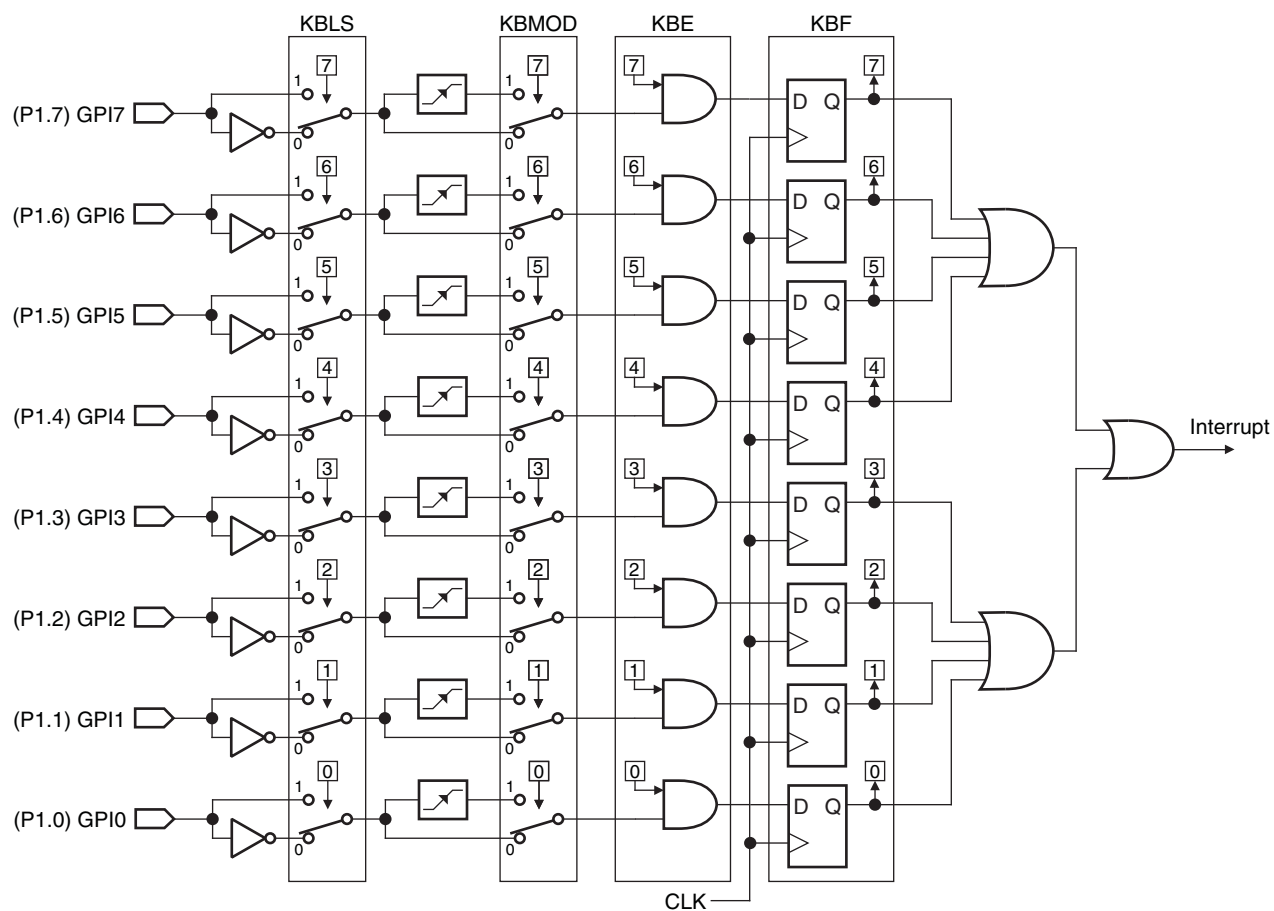 KBLS KBMOD KBE KBF
7 7 7 7
(P1.7) GPI7 1 0 1 0 D Q
6 6 6 6
(P1.6) GPI6 1 0 1 0 D Q
5 5 5 5
(P1.5) GPI5 1 0 1 0 D Q
4 4 4 4
(P1.4) GPI4 1 0 1 0 D Q
Interrupt
3 3 3 3
(P1.3) GPI3 1 0 1 0 D Q
2 2 2 2
(P1.2) GPI2 1 0 1 0 D Q
1 1 1 1
(P1.1) GPI1 1 0 1 0 D Q
0 0 0 0
(P1.0) GPI0 1 0 1 0 D Q
CLK